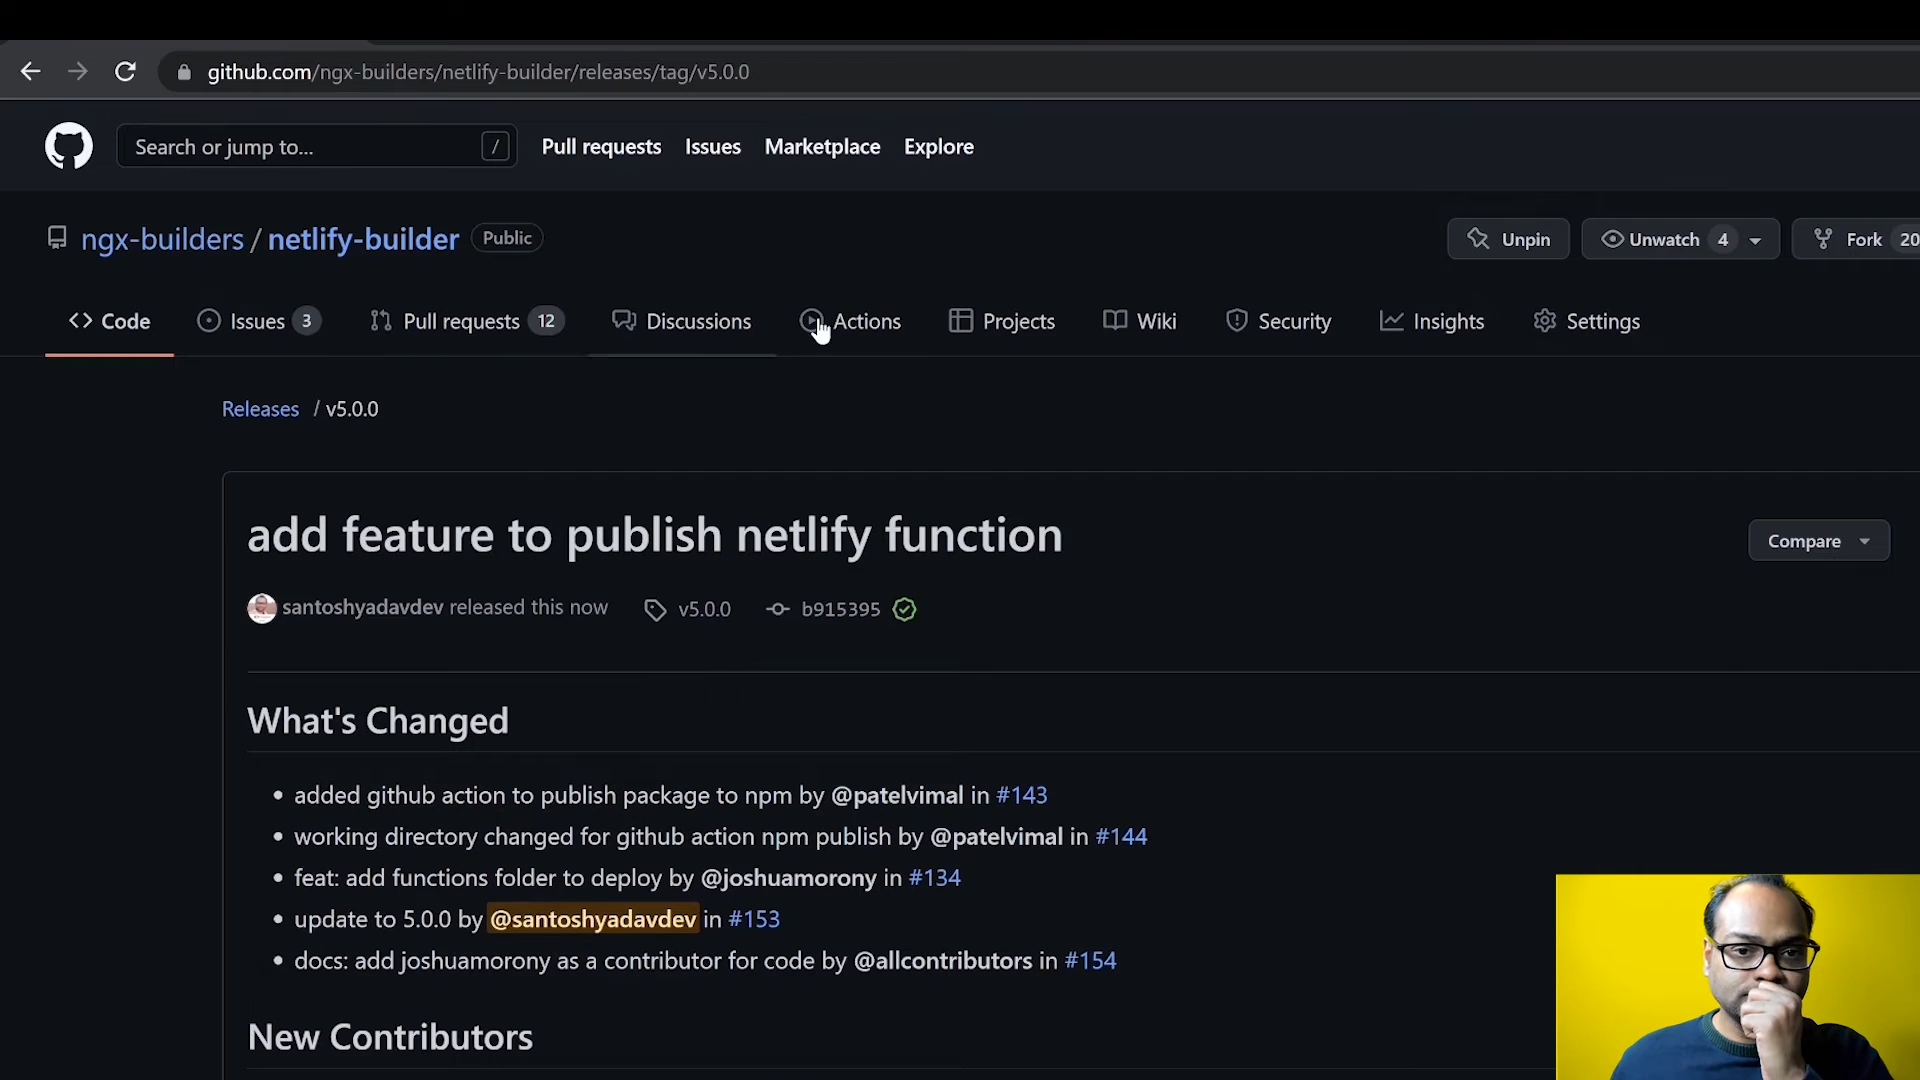 github.com/ngx-builders/netlify-builder/releases/tag/v5.0.0
Search or jump to... / Pull requests Issues Marketplace Explore
ngx-builders / netlify-builder Public Unpin Unwatch 4 Fork 20
Code Issues 3 Pull requests 12 Discussions Actions Projects Wiki Security Insights Settings
Releases / v5.0.0
add feature to publish netlify function
Compare
santoshyadavdev released this now v5.0.0 b915395
What's Changed
• added github action to publish package to npm by @patelvimal in #143
• working directory changed for github action npm publish by @patelvimal in #144
• feat: add functions folder to deploy by @joshuamorony in #134
• update to 5.0.0 by @santoshyadavdev in #153
• docs: add joshuamorony as a contributor for code by @allcontributors in #154
New Contributors